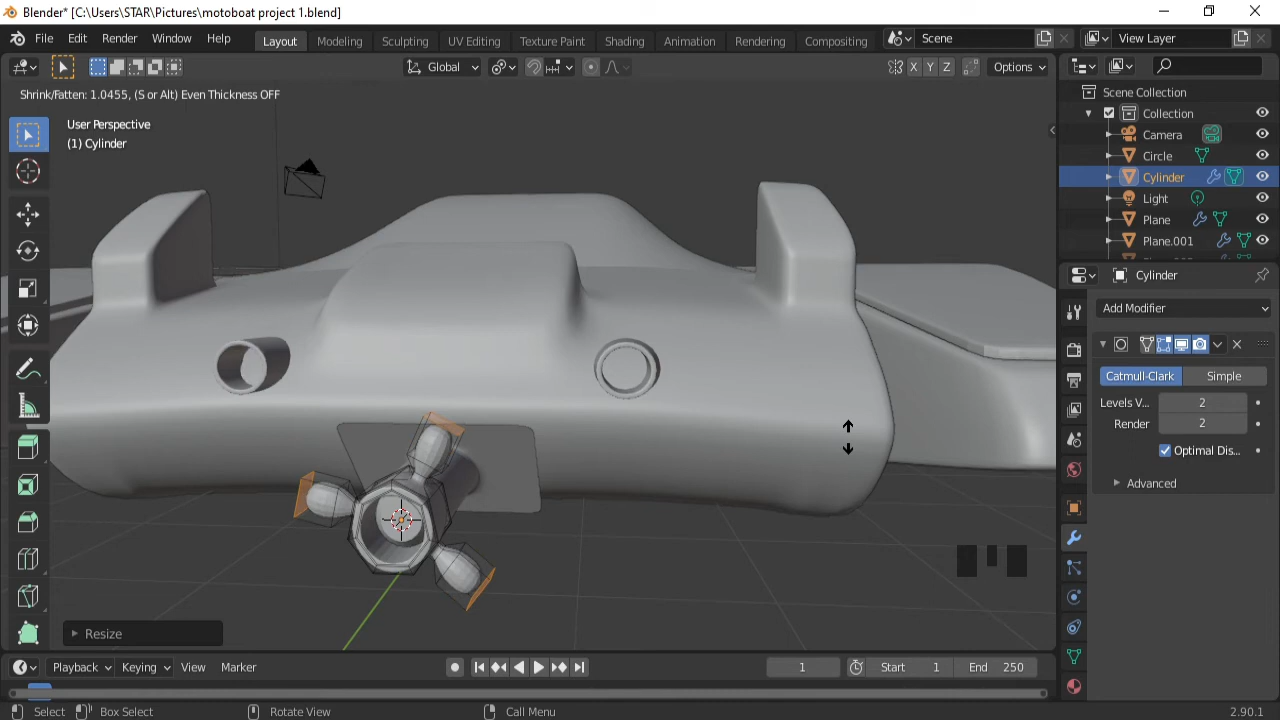 Blender* [C:\Users\STAR\Pictures\motoboat project 1.blend]
File Edit Render Window Help
Layout Modeling Sculpting UV Editing Texture Paint Shading Animation Rendering Compositing
Scene
View Layer
Global
X Y Z
Options
Shrink/Fatten: 1.0455, (S or Alt) Even Thickness OFF
User Perspective
(1) Cylinder
Scene Collection
Collection
Camera
Circle
Cylinder
Light
Plane
Plane.001
Cylinder
Add Modifier
Catmull-Clark Simple
Levels V... 2
Render 2
Optimal Dis...
Advanced
Resize
Playback Keying View Marker
1
Start 1
End 250
Select Box Select Rotate View Call Menu
2.90.1